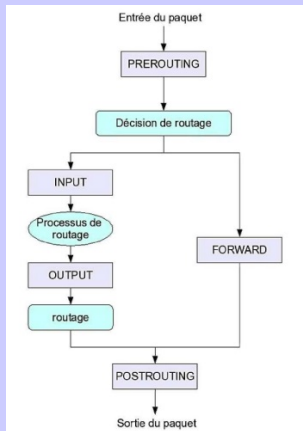 Entrée du paquet
PREROUTING
Décision de routage
INPUT
Processus de
routage
FORWARD
OUTPUT
routage
POSTROUTING
Sortie du paquet